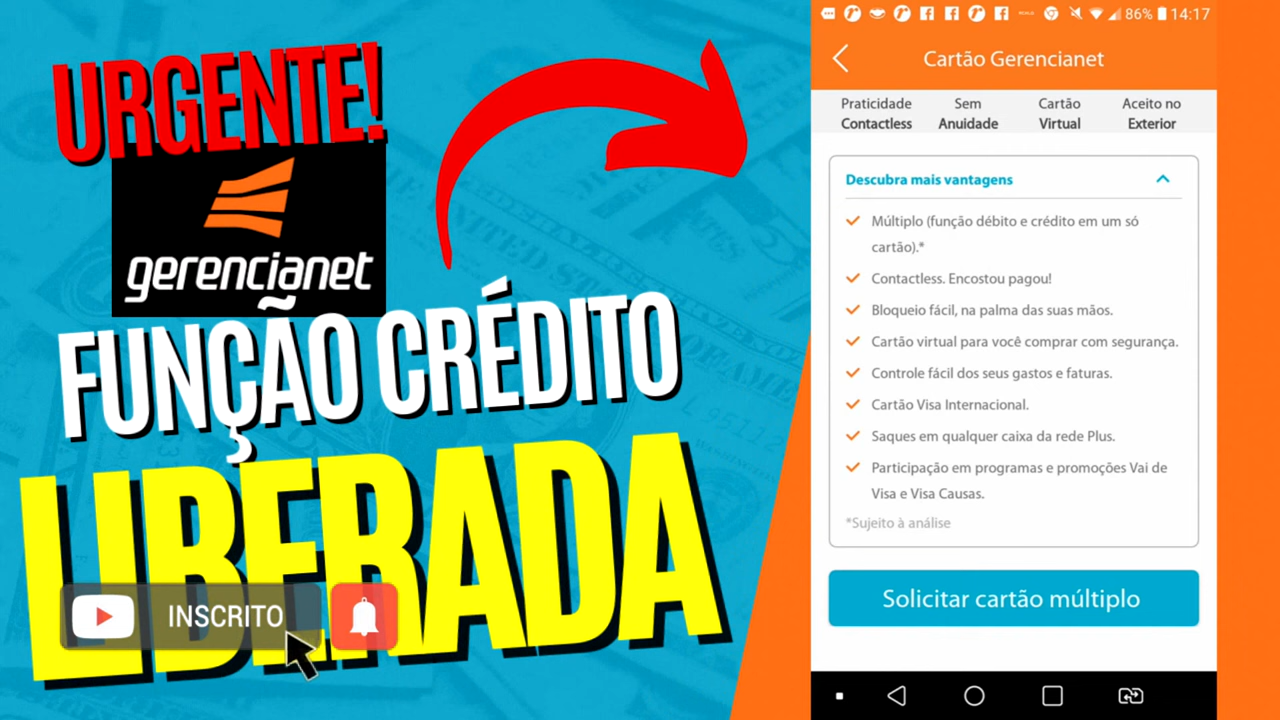 URGENTE!
gerencianet
FUNÇÃO CRÉDITO
LIBERADA
INSCRITO
86% 14:17
Cartão Gerencianet
Praticidade Contactless
Sem Anuidade
Cartão Virtual
Aceito no Exterior
Descubra mais vantagens
Múltiplo (função débito e crédito em um só
cartão).*
Contactless. Encostou pagou!
Bloqueio fácil, na palma das suas mãos.
Cartão virtual para você comprar com segurança.
Controle fácil dos seus gastos e faturas.
Cartão Visa Internacional.
Saques em qualquer caixa da rede Plus.
Participação em programas e promoções Vai de
Visa e Visa Causas.
*Sujeito à análise
Solicitar cartão múltiplo